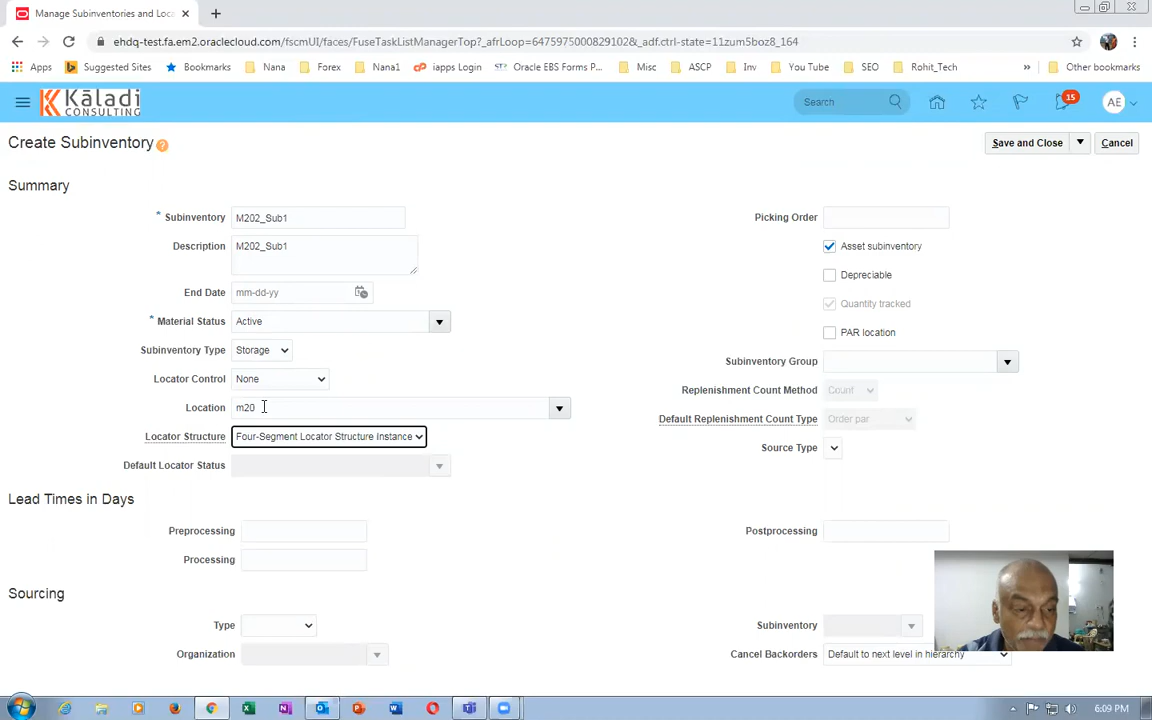 Manage Subinventories and Loca
ehdq-test.fa.em2.oraclecloud.com/fscmUI/faces/FuseTaskListManagerTop?_afrLoop=6475975000829102&_adf.ctrl-state=11zum5boz8_164
Apps Suggested Sites Bookmarks Nana Forex Nana1 iapps Login Oracle EBS Forms P... Misc ASCP Inv You Tube SEO Rohit_Tech » Other bookmarks
Kaladi CONSULTING Search 15 AE
Create Subinventory ? Save and Close Cancel
Summary
* Subinventory M202_Sub1 Picking Order
Description M202_Sub1 Asset subinventory
Depreciable
End Date mm-dd-yy Quantity tracked
* Material Status Active PAR location
Subinventory Type Storage Subinventory Group
Locator Control None Replenishment Count Method Count
Location m20 Default Replenishment Count Type Order par
Locator Structure Four-Segment Locator Structure Instance Source Type
Default Locator Status
Lead Times in Days
Preprocessing Postprocessing
Processing
Sourcing
Type Subinventory
Organization Cancel Backorders Default to next level in hierarchy
6:09 PM